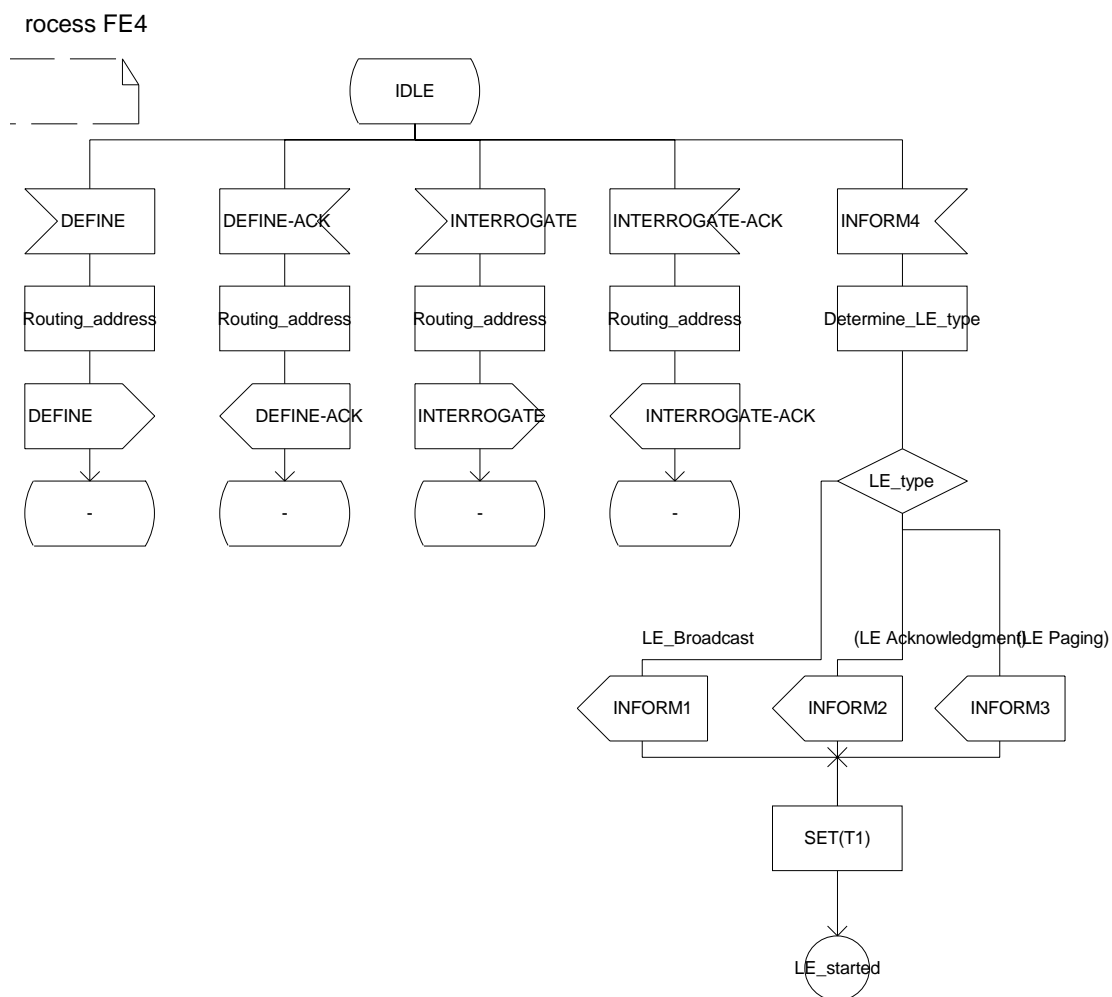 rocess FE4
IDLE
DEFINE
DEFINE-ACK
INTERROGATE
INTERROGATE-ACK
INFORM4
Routing_address
Routing_address
Routing_address
Routing_address
Determine_LE_type
DEFINE
DEFINE-ACK
INTERROGATE
INTERROGATE-ACK
LE_type
-
-
-
-
LE_Broadcast
(LE Acknowledgment)
(LE Paging)
INFORM1
INFORM2
INFORM3
SET(T1)
LE_started